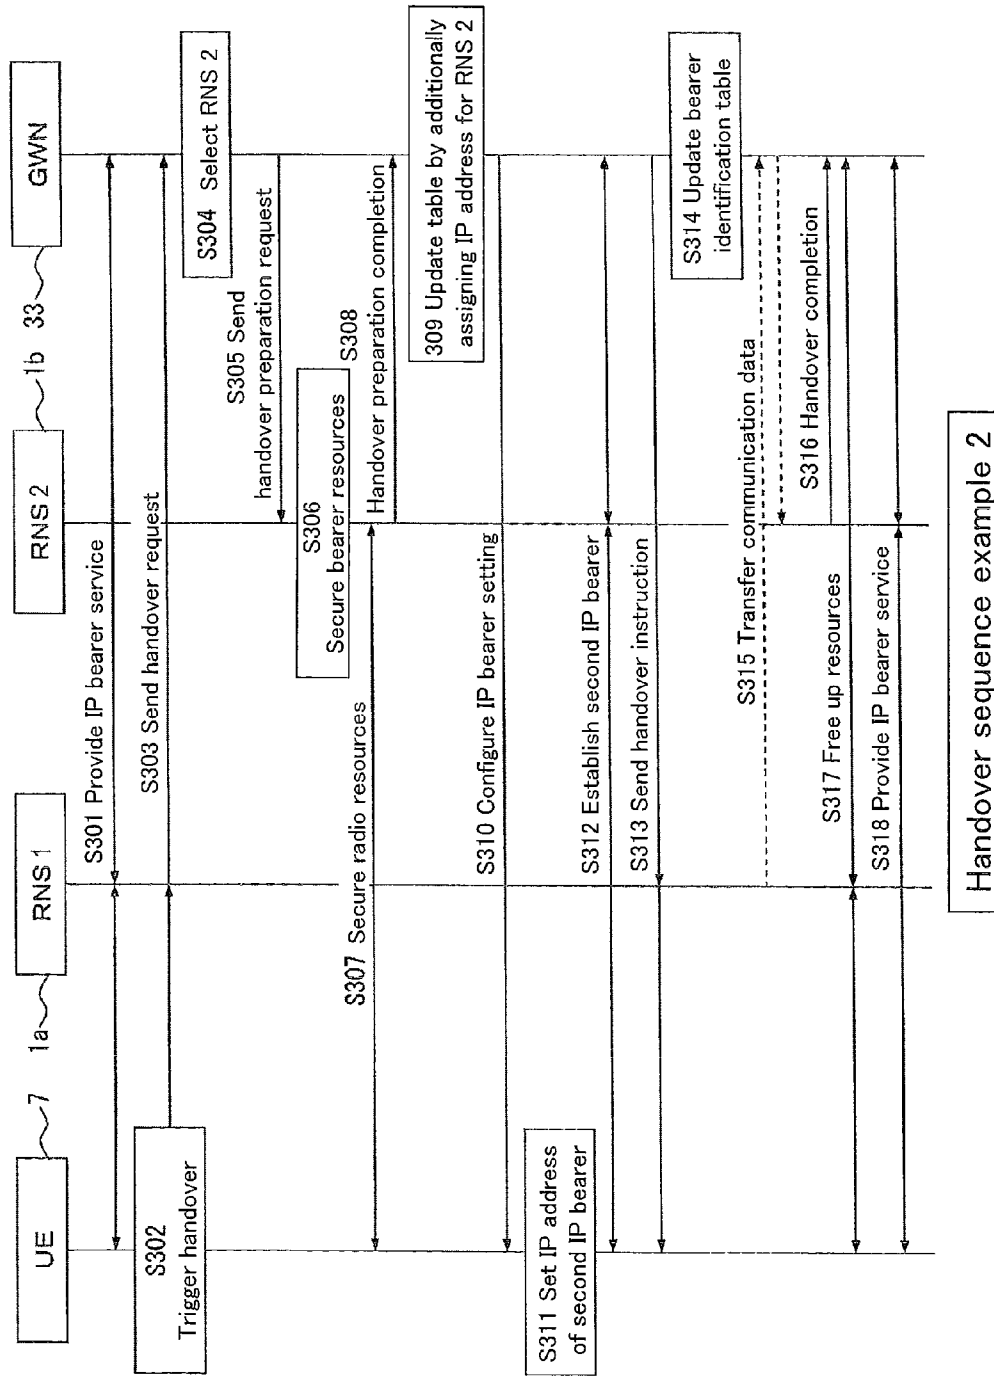 UE
7
1a
RNS 1
RNS 2
1b
33
GWN
S301 Provide IP bearer service
S302
Trigger handover
S303 Send handover request
S304 Select RNS 2
S305 Send
handover preparation request
S306
Secure bearer resources
S307 Secure radio resources
S308
Handover preparation completion
309 Update table by additionally
assigning IP address for RNS 2
S310 Configure IP bearer setting
S311 Set IP address
of second IP bearer
S312 Establish second IP bearer
S313 Send handover instruction
S314 Update bearer
identification table
S315 Transfer communication data
S316 Handover completion
S317 Free up resources
S318 Provide IP bearer service
Handover sequence example 2